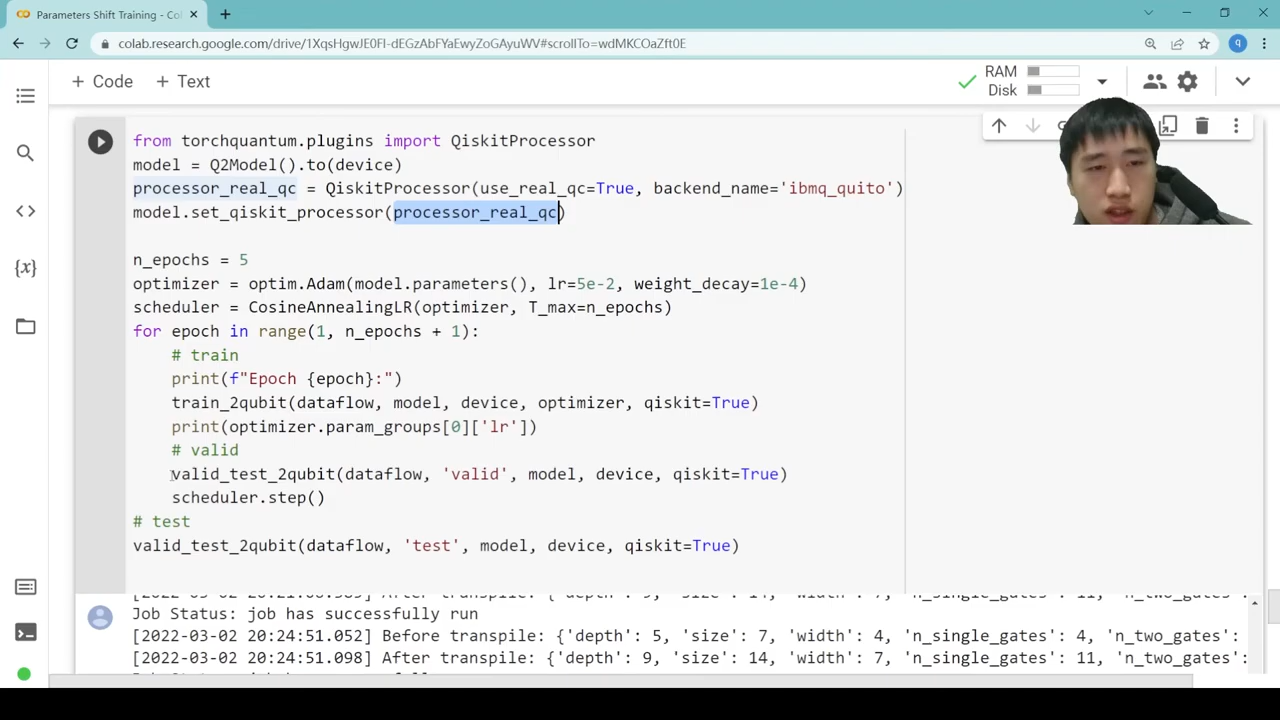 Parameters Shift Training - Col
colab.research.google.com/drive/1XqsHgwJE0FI-dEGzAbFYaEwyZoGAyuWV#scrollTo=wdMKCOaZft0E
q
+ Code + Text
RAM
Disk
from torchquantum.plugins import QiskitProcessor
model = Q2Model().to(device)
processor_real_qc = QiskitProcessor(use_real_qc=True, backend_name='ibmq_quito')
model.set_qiskit_processor(processor_real_qc)
n_epochs = 5
optimizer = optim.Adam(model.parameters(), lr=5e-2, weight_decay=1e-4)
scheduler = CosineAnnealingLR(optimizer, T_max=n_epochs)
for epoch in range(1, n_epochs + 1):
# train
print(f"Epoch {epoch}:")
train_2qubit(dataflow, model, device, optimizer, qiskit=True)
print(optimizer.param_groups[0]['lr'])
# valid
valid_test_2qubit(dataflow, 'valid', model, device, qiskit=True)
scheduler.step()
# test
valid_test_2qubit(dataflow, 'test', model, device, qiskit=True)
Job Status: job has successfully run
[2022-03-02 20:24:51.052] Before transpile: {'depth': 5, 'size': 7, 'width': 4, 'n_single_gates': 4, 'n_two_gates':
[2022-03-02 20:24:51.098] After transpile: {'depth': 9, 'size': 14, 'width': 7, 'n_single_gates': 11, 'n_two_gates':